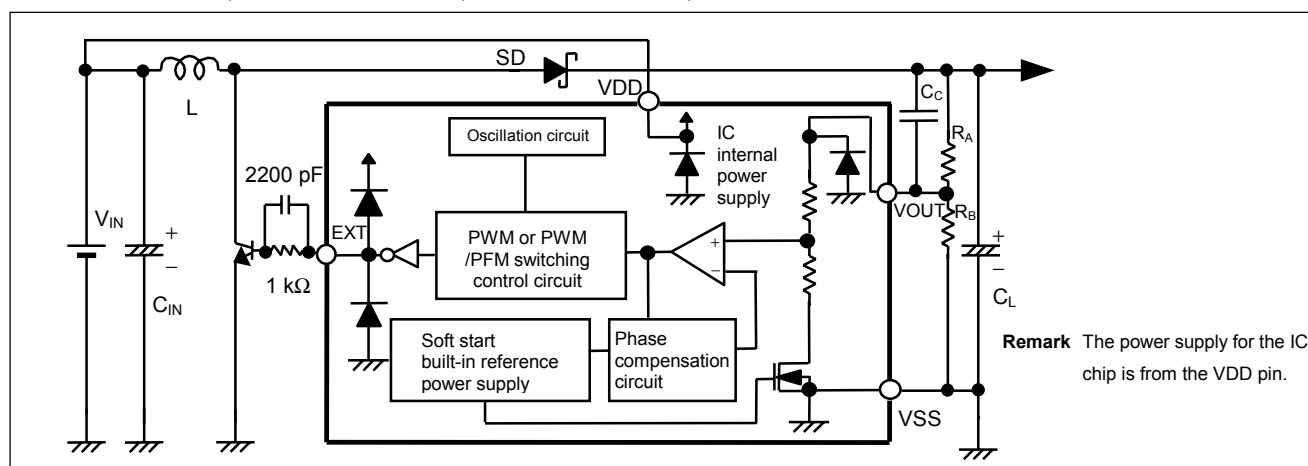 SD
VDD
L
C_C
R_A
Oscillation circuit
IC
internal
power
supply
2200 pF
V_IN
EXT
VOUT
R_B
PWM or PWM
/PFM switching
control circuit
+
−
+
−
+
−
1 kΩ
C_IN
C_L
Soft start
built-in reference
power supply
Phase
compensation
circuit
Remark The power supply for the IC
chip is from the VDD pin.
VSS